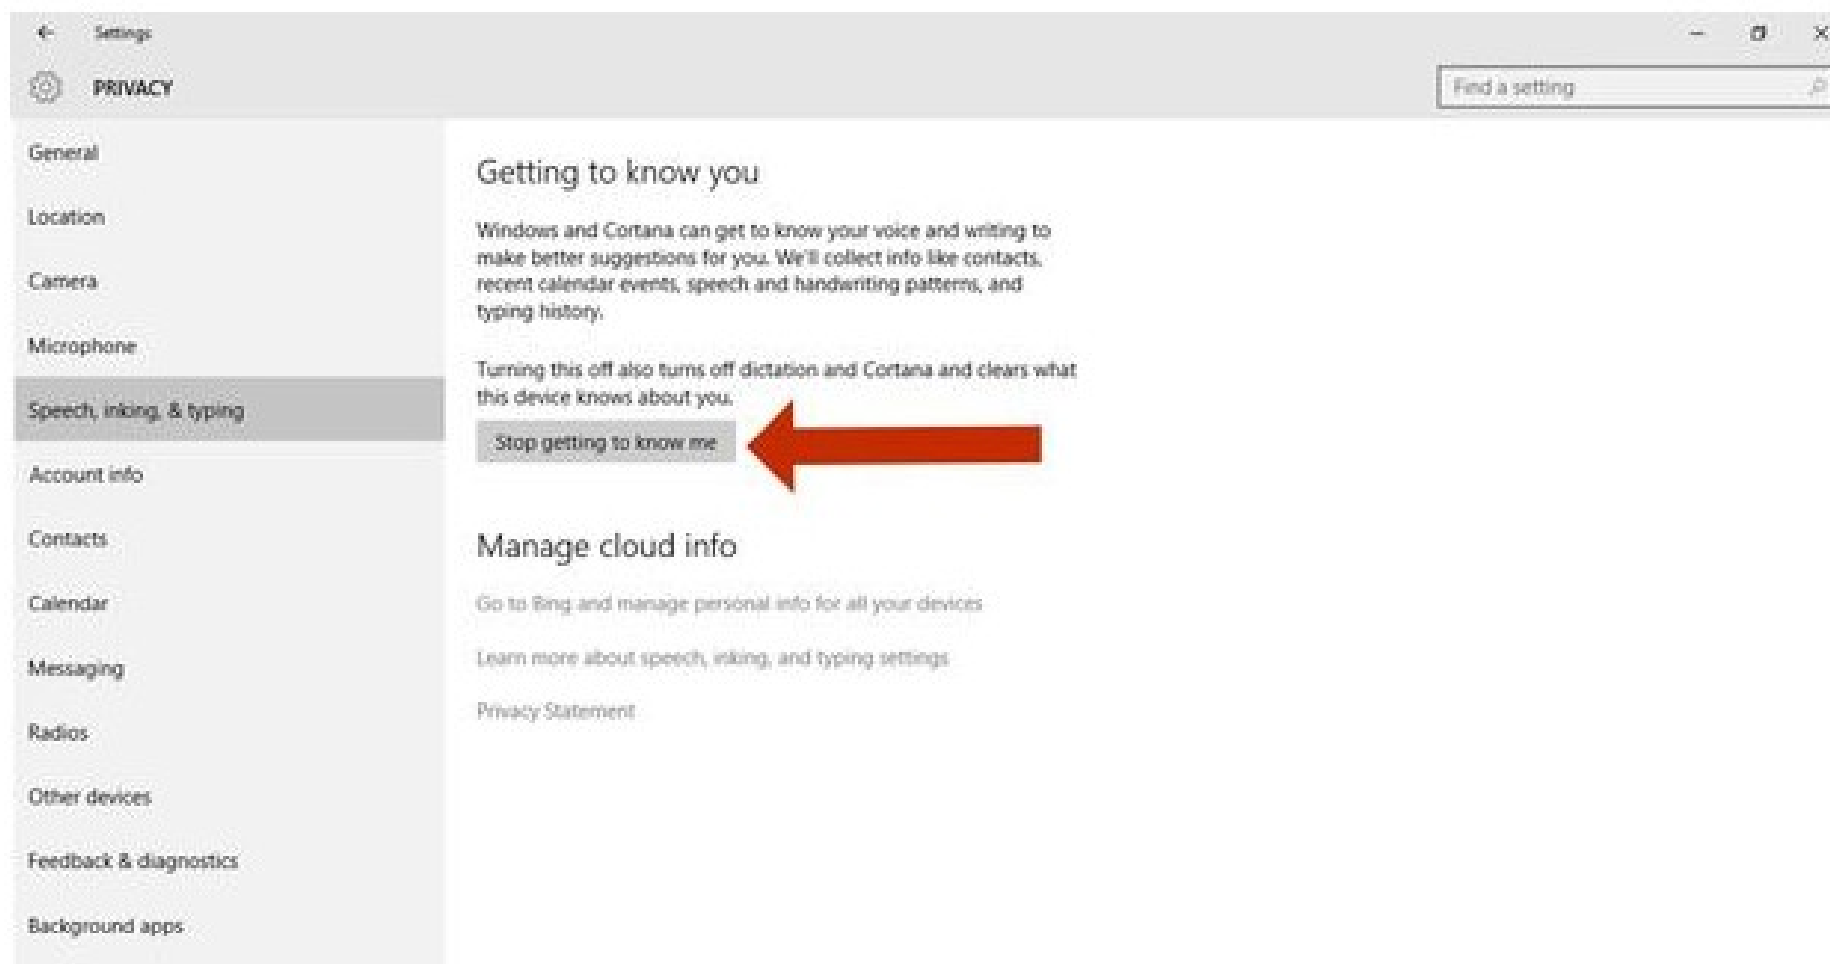 Settings
PRIVACY
Find a setting
General
Location
Camera
Microphone
Speech, inking, & typing
Account info
Contacts
Calendar
Messaging
Radios
Other devices
Feedback & diagnostics
Background apps
Getting to know you
Windows and Cortana can get to know your voice and writing to
make better suggestions for you. We'll collect info like contacts,
recent calendar events, speech and handwriting patterns, and
typing history.
Turning this off also turns off dictation and Cortana and clears what
this device knows about you.
Stop getting to know me
Manage cloud info
Go to Bing and manage personal info for all your devices
Learn more about speech, inking, and typing settings
Privacy Statement